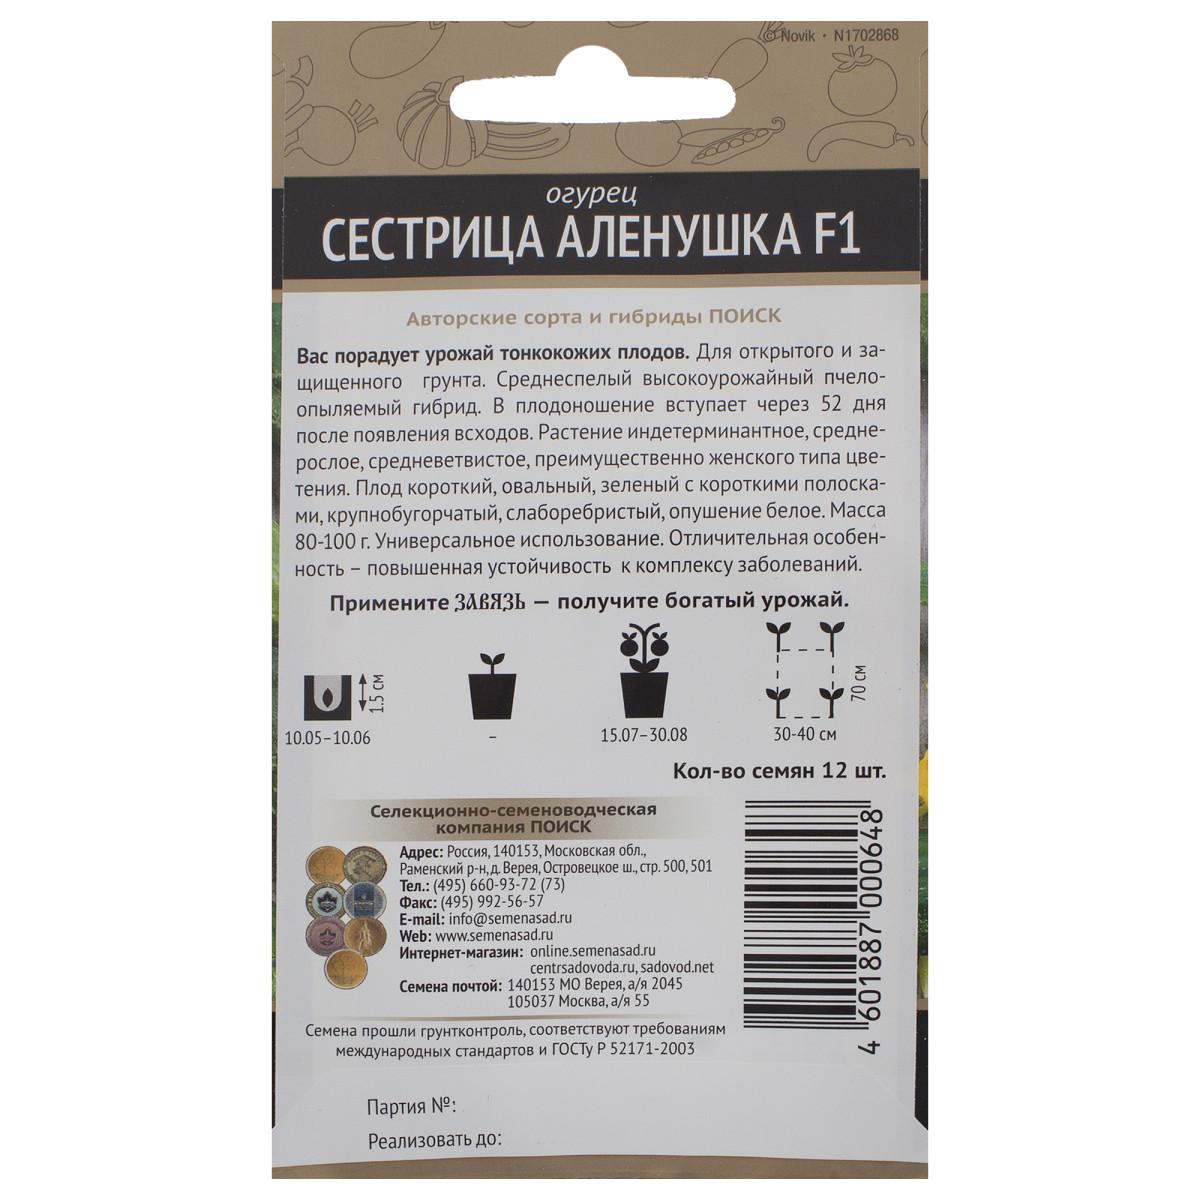 © Novik · N1702868
огурец
СЕСТРИЦА АЛЕНУШКА F1
Авторские сорта и гибриды ПОИСК
Вас порадует урожай тонкокожих плодов. Для открытого и за-
щищенного грунта. Среднеспелый высокоурожайный пчело-
опыляемый гибрид. В плодоношение вступает через 52 дня
после появления всходов. Растение индетерминантное, средне-
рослое, средневетвистое, преимущественно женского типа цве-
тения. Плод короткий, овальный, зеленый с короткими полоска-
ми, крупнобугорчатый, слаборебристый, опушение белое. Масса
80-100 г. Универсальное использование. Отличительная особен-
ность – повышенная устойчивость к комплексу заболеваний.
Примените ЗАВЯЗЬ — получите богатый урожай.
1.5 см
70 см
10.05–10.06
–
15.07–30.08
30-40 см
Кол-во семян 12 шт.
Селекционно-семеноводческая
компания ПОИСК
Адрес: Россия, 140153, Московская обл.,
Раменский р-н, д. Верея, Островецкое ш., стр. 500, 501
Тел.: (495) 660-93-72 (73)
Факс: (495) 992-56-57
E-mail: info@semenasad.ru
Web: www.semenasad.ru
Интернет-магазин: online.semenasad.ru
centrsadovoda.ru, sadovod.net
Семена почтой: 140153 МО Верея, а/я 2045
105037 Москва, а/я 55
4 601887 000648
Семена прошли грунтконтроль, соответствуют требованиям
международных стандартов и ГОСТу Р 52171-2003
Партия №:
Реализовать до: